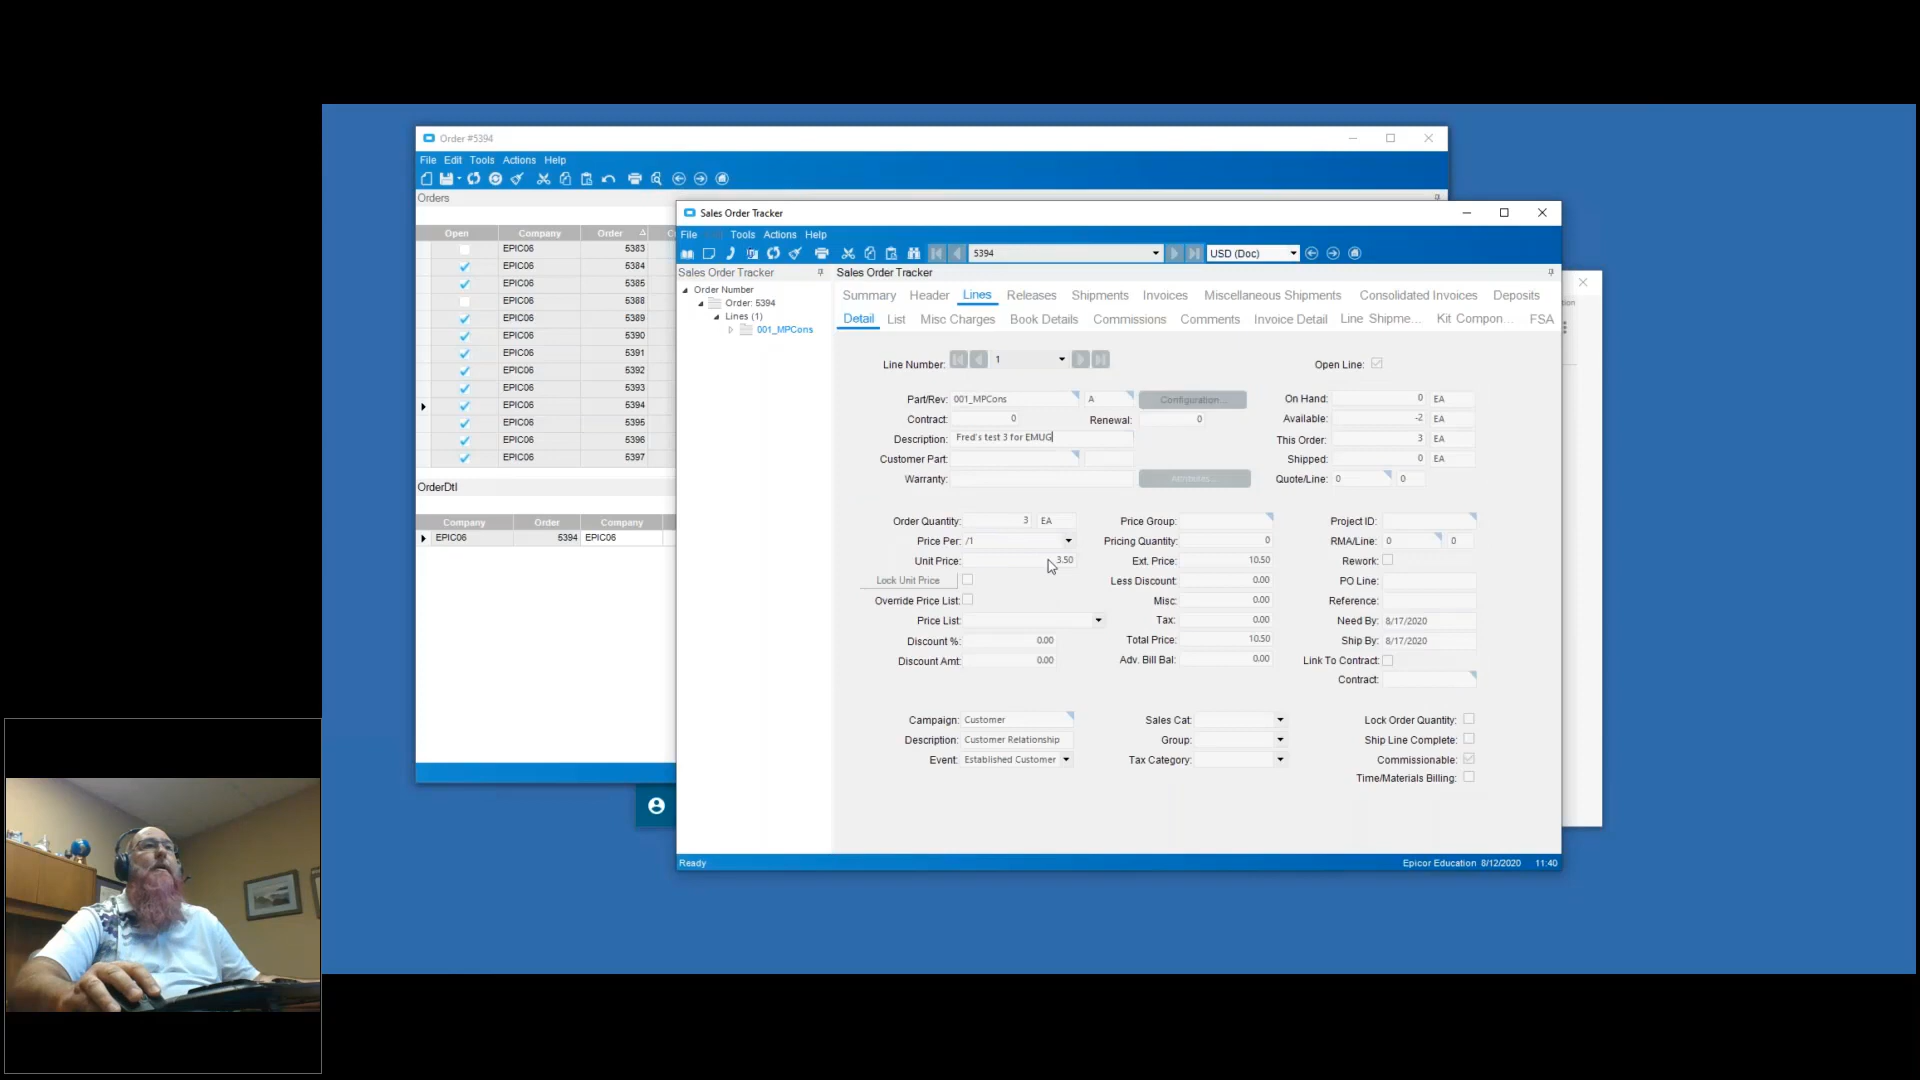 Order #5394
File Edit Tools Actions Help
Orders
Open Company Order
EPIC06 5383
EPIC06 5384
EPIC06 5385
EPIC06 5388
EPIC06 5389
EPIC06 5390
EPIC06 5391
EPIC06 5392
EPIC06 5393
EPIC06 5394
EPIC06 5395
EPIC06 5396
EPIC06 5397
OrderDtl
Company Order Company
EPIC06 5394 EPIC06
Sales Order Tracker
File Tools Actions Help
5394 USD (Doc)
Sales Order Tracker
Order Number
Order: 5394
Lines (1)
001_MPCons
Sales Order Tracker
Summary Header Lines Releases Shipments Invoices Miscellaneous Shipments Consolidated Invoices Deposits
Detail List Misc Charges Book Details Commissions Comments Invoice Detail Line Shipme... Kit Compon... FSA
Line Number: 1 Open Line:
Part/Rev: 001_MPCons A Configuration... On Hand: 0 EA
Contract: 0 Renewal: 0 Available: -2 EA
Description: Fred's test 3 for EMUG This Order: 3 EA
Customer Part: Shipped: 0 EA
Warranty: Attributes... Quote/Line: 0 0
Order Quantity: 3 EA Price Group: Project ID:
Price Per: /1 Pricing Quantity: 0 RMA/Line: 0 0
Unit Price: 3.50 Ext. Price: 10.50 Rework:
Lock Unit Price Less Discount: 0.00 PO Line:
Override Price List: Misc: 0.00 Reference:
Price List: Tax: 0.00 Need By: 8/17/2020
Discount %: 0.00 Total Price: 10.50 Ship By: 8/17/2020
Discount Amt: 0.00 Adv. Bill Bal: 0.00 Link To Contract:
Contract:
Campaign: Customer Sales Cat: Lock Order Quantity:
Description: Customer Relationship Group: Ship Line Complete:
Event: Established Customer Tax Category: Commissionable:
Time/Materials Billing:
Ready Epicor Education 8/12/2020 11:40